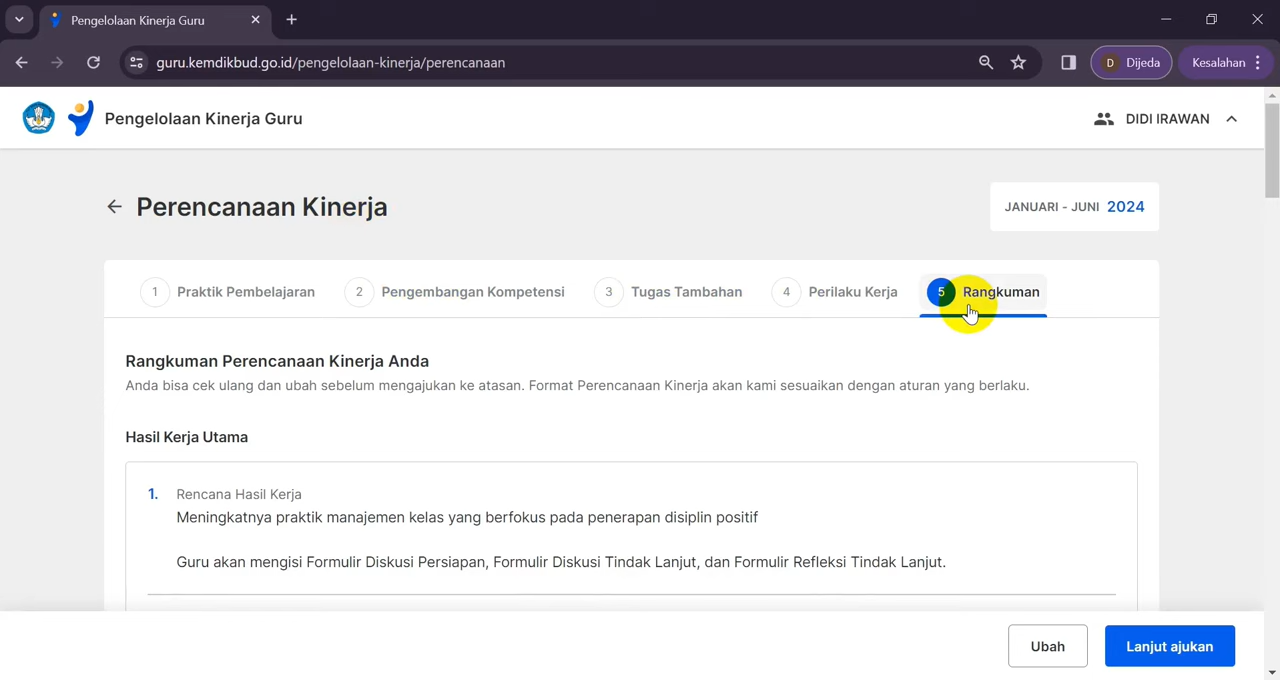 Pengelolaan Kinerja Guru
guru.kemdikbud.go.id/pengelolaan-kinerja/perencanaan
D Dijeda
Kesalahan
Pengelolaan Kinerja Guru
DIDI IRAWAN
Perencanaan Kinerja
JANUARI - JUNI 2024
1 Praktik Pembelajaran
2 Pengembangan Kompetensi
3 Tugas Tambahan
4 Perilaku Kerja
5 Rangkuman
Rangkuman Perencanaan Kinerja Anda
Anda bisa cek ulang dan ubah sebelum mengajukan ke atasan. Format Perencanaan Kinerja akan kami sesuaikan dengan aturan yang berlaku.
Hasil Kerja Utama
1. Rencana Hasil Kerja
Meningkatnya praktik manajemen kelas yang berfokus pada penerapan disiplin positif
Guru akan mengisi Formulir Diskusi Persiapan, Formulir Diskusi Tindak Lanjut, dan Formulir Refleksi Tindak Lanjut.
Ubah
Lanjut ajukan